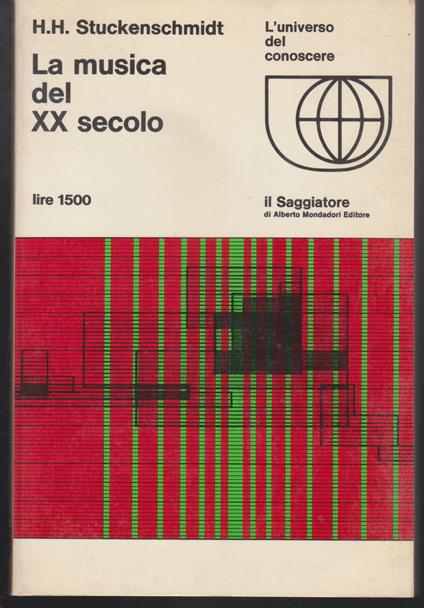 H.H. Stuckenschmidt
La musica
del
XX secolo
lire 1500
L'universo
del
conoscere
il Saggiatore
di Alberto Mondadori Editore